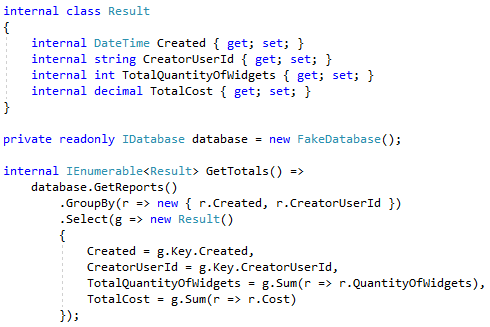 internal class Result
{
    internal DateTime Created { get; set; }
    internal string CreatorUserId { get; set; }
    internal int TotalQuantityOfWidgets { get; set; }
    internal decimal TotalCost { get; set; }
}

private readonly IDatabase database = new FakeDatabase();

internal IEnumerable<Result> GetTotals() =>
    database.GetReports()
        .GroupBy(r => new { r.Created, r.CreatorUserId })
        .Select(g => new Result()
        {
            Created = g.Key.Created,
            CreatorUserId = g.Key.CreatorUserId,
            TotalQuantityOfWidgets = g.Sum(r => r.QuantityOfWidgets),
            TotalCost = g.Sum(r => r.Cost)
        });